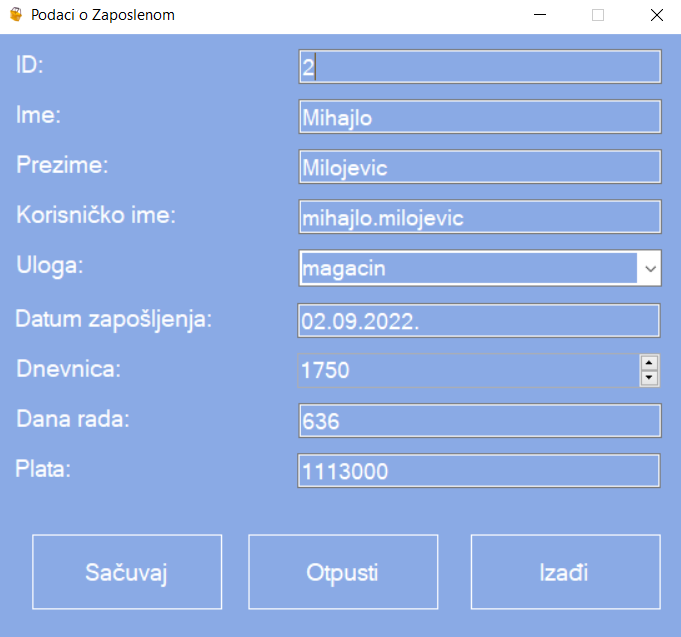 Podaci o Zaposlenom
ID: 2
Ime: Mihajlo
Prezime: Milojevic
Korisničko ime: mihajlo.milojevic
Uloga: magacin
Datum zapošljenja: 02.09.2022.
Dnevnica: 1750
Dana rada: 636
Plata: 1113000
Sačuvaj Otpusti Izađi